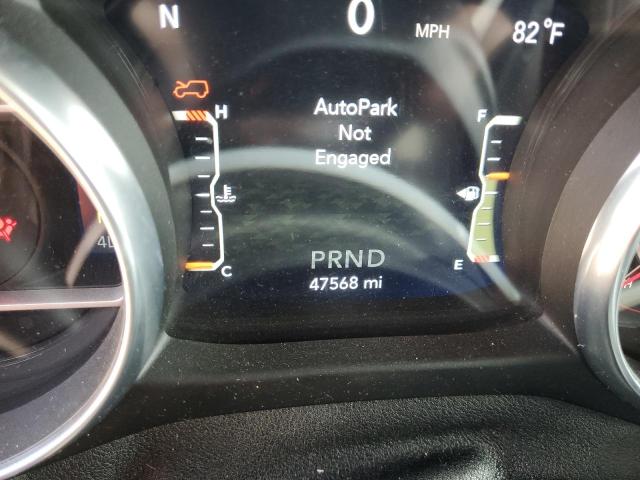 N 0 MPH 82°F
H F
AutoPark
Not
Engaged
C E
PRND
47568 mi